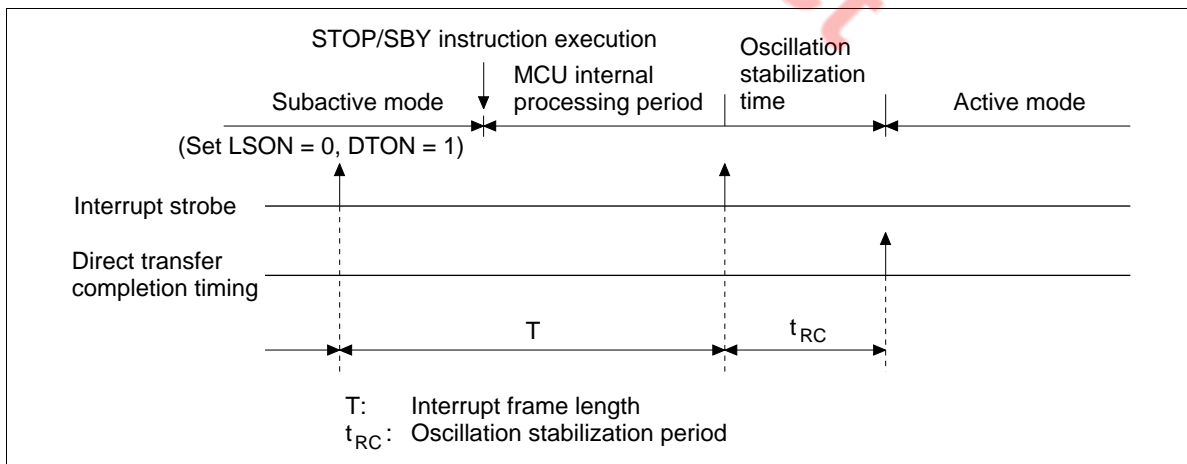 STOP/SBY instruction execution
Oscillation
stabilization
time
MCU internal
processing period
Subactive mode
Active mode
(Set LSON = 0, DTON = 1)
Interrupt strobe
Direct transfer
completion timing
T
tRC
T: Interrupt frame length
tRC: Oscillation stabilization period